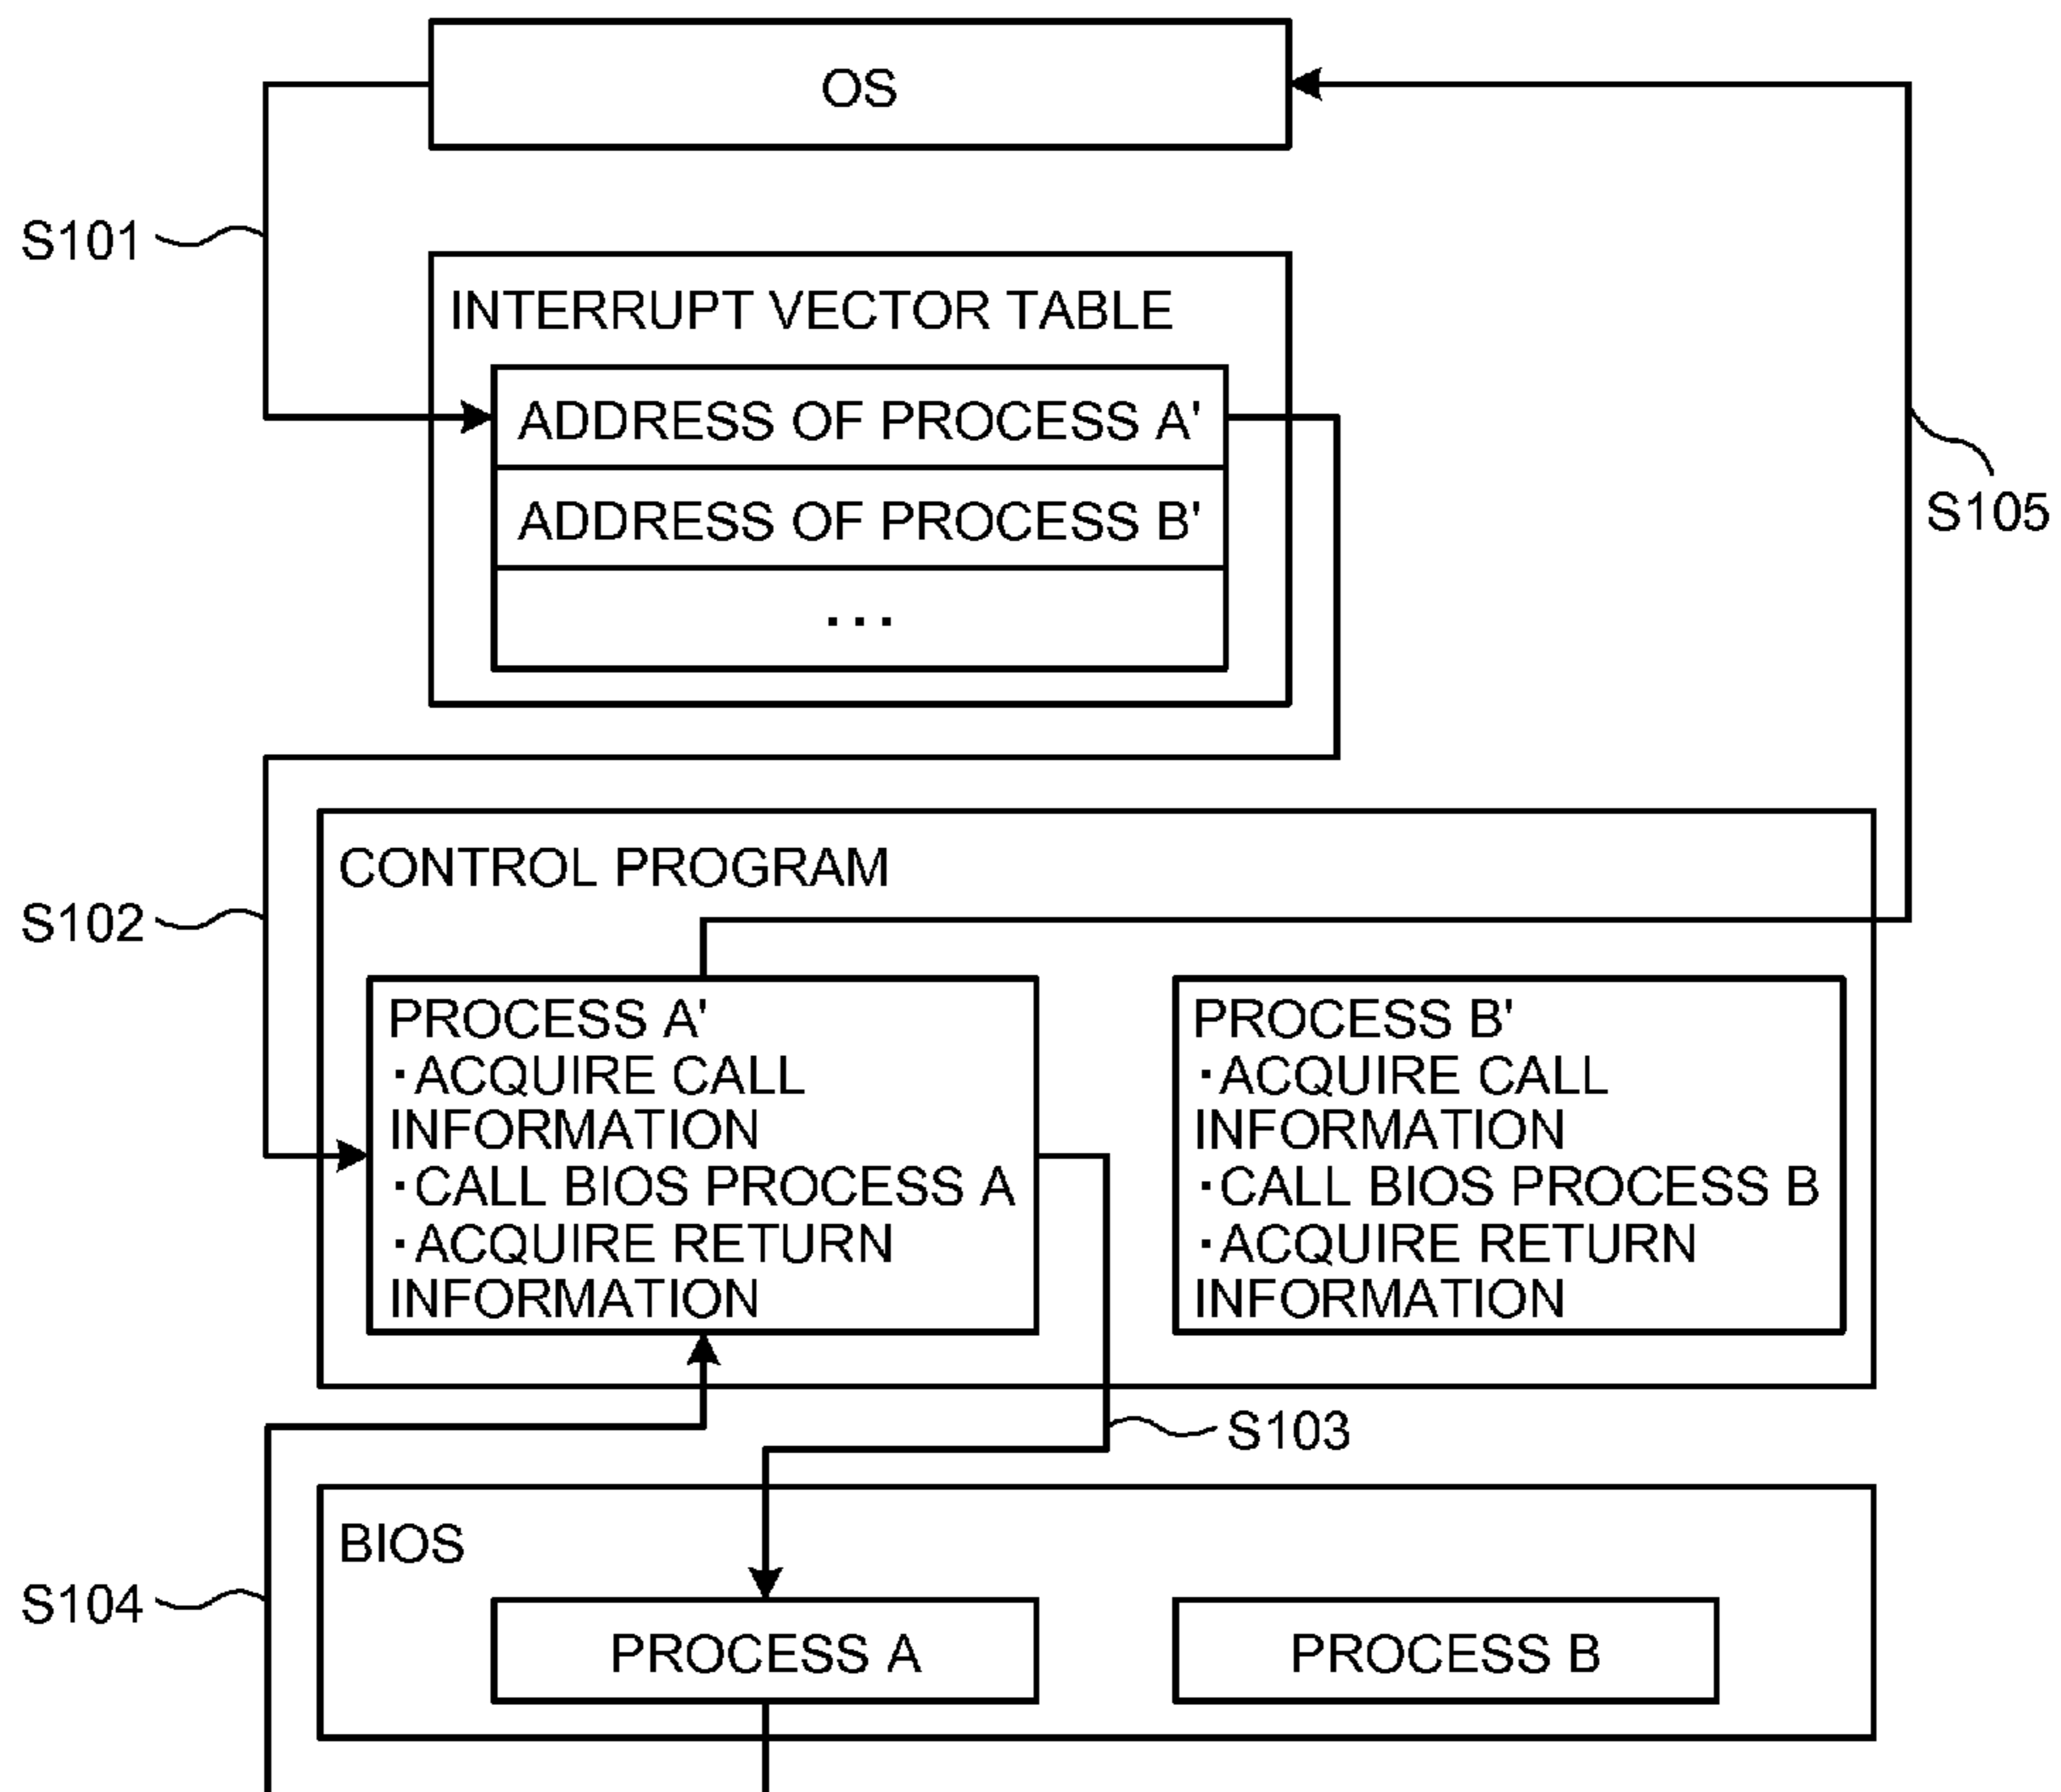 OS
S101
INTERRUPT VECTOR TABLE
ADDRESS OF PROCESS A'
ADDRESS OF PROCESS B'
...
S105
CONTROL PROGRAM
S102
PROCESS A'
・ACQUIRE CALL
INFORMATION
・CALL BIOS PROCESS A
・ACQUIRE RETURN
INFORMATION
PROCESS B'
・ACQUIRE CALL
INFORMATION
・CALL BIOS PROCESS B
・ACQUIRE RETURN
INFORMATION
S103
BIOS
S104
PROCESS A
PROCESS B